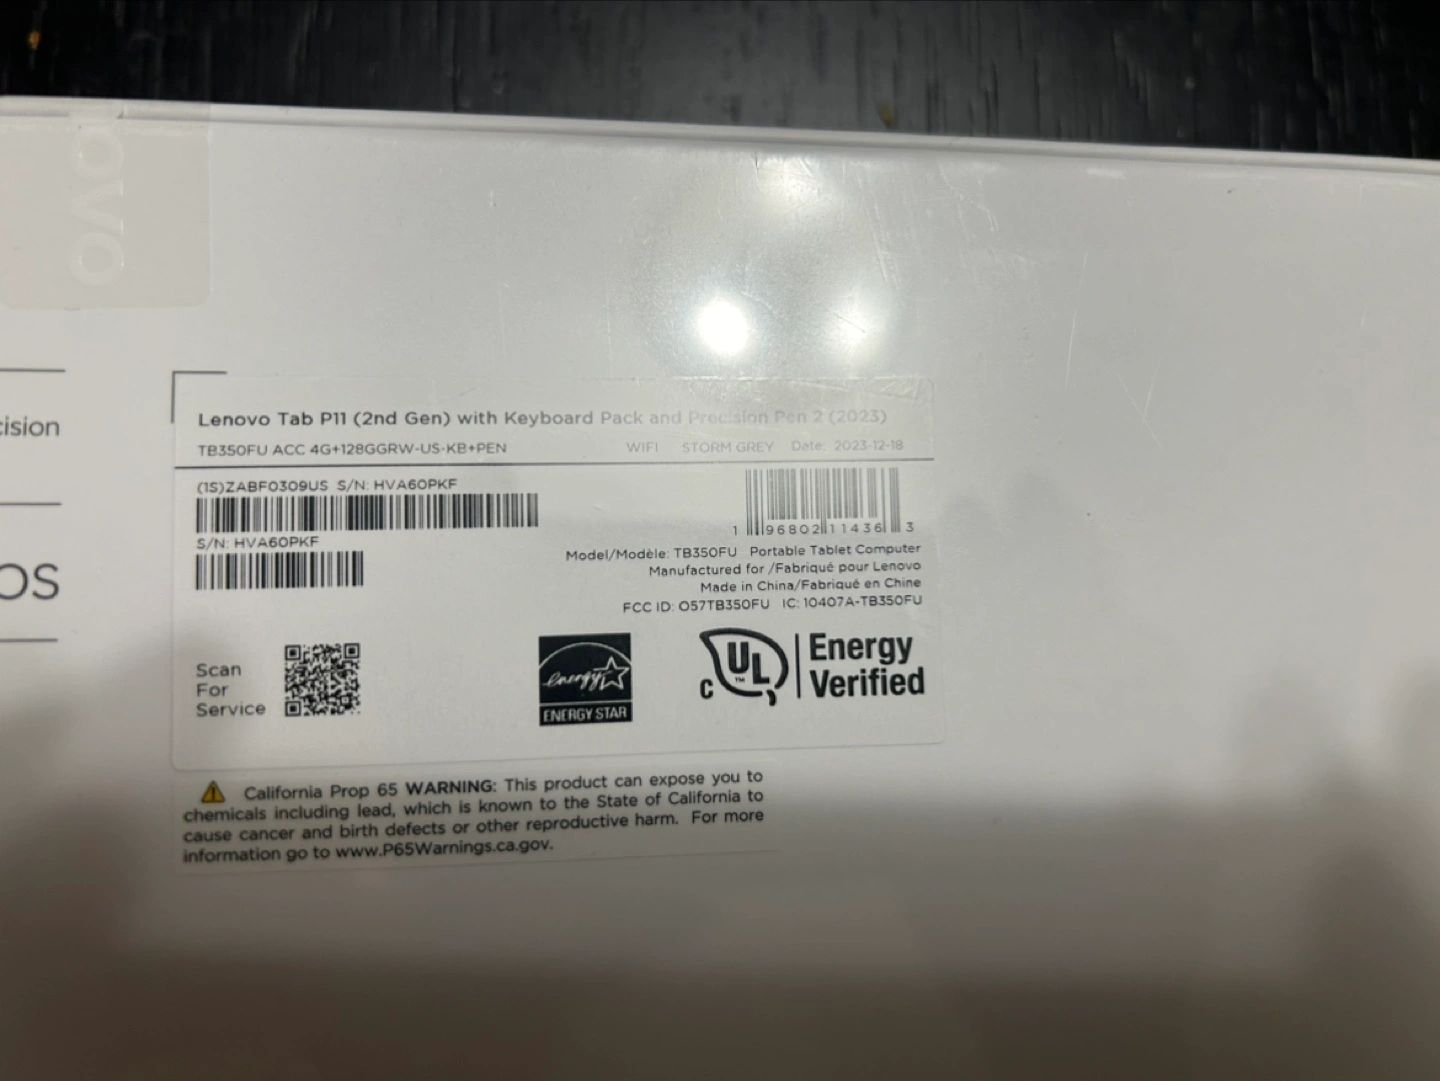 OVO
cision
OS
Lenovo Tab P11 (2nd Gen) with Keyboard Pack and Precision Pen 2 (2023)
TB350FU ACC 4G+128GGRW-US-KB+PEN WIFI STORM GREY Date: 2023-12-18
(1S)ZABF0309US S/N: HVA60PKF
S/N: HVA60PKF
1 96802 11436 3
Model/Modèle: TB350FU Portable Tablet Computer
Manufactured for /Fabriqué pour Lenovo
Made in China/Fabriqué en Chine
FCC ID: O57TB350FU IC: 10407A-TB350FU
Scan
For
Service
energy
ENERGY STAR
C UL ™
Energy
Verified
California Prop 65 WARNING: This product can expose you to
chemicals including lead, which is known to the State of California to
cause cancer and birth defects or other reproductive harm. For more
information go to www.P65Warnings.ca.gov.